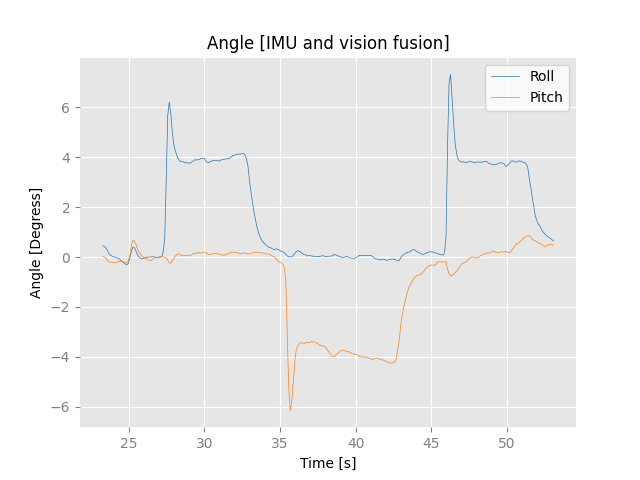 Angle [IMU and vision fusion]
Roll
Pitch
6
4
2
0
−2
−4
−6
Angle [Degress]
25 30 35 40 45 50
Time [s]